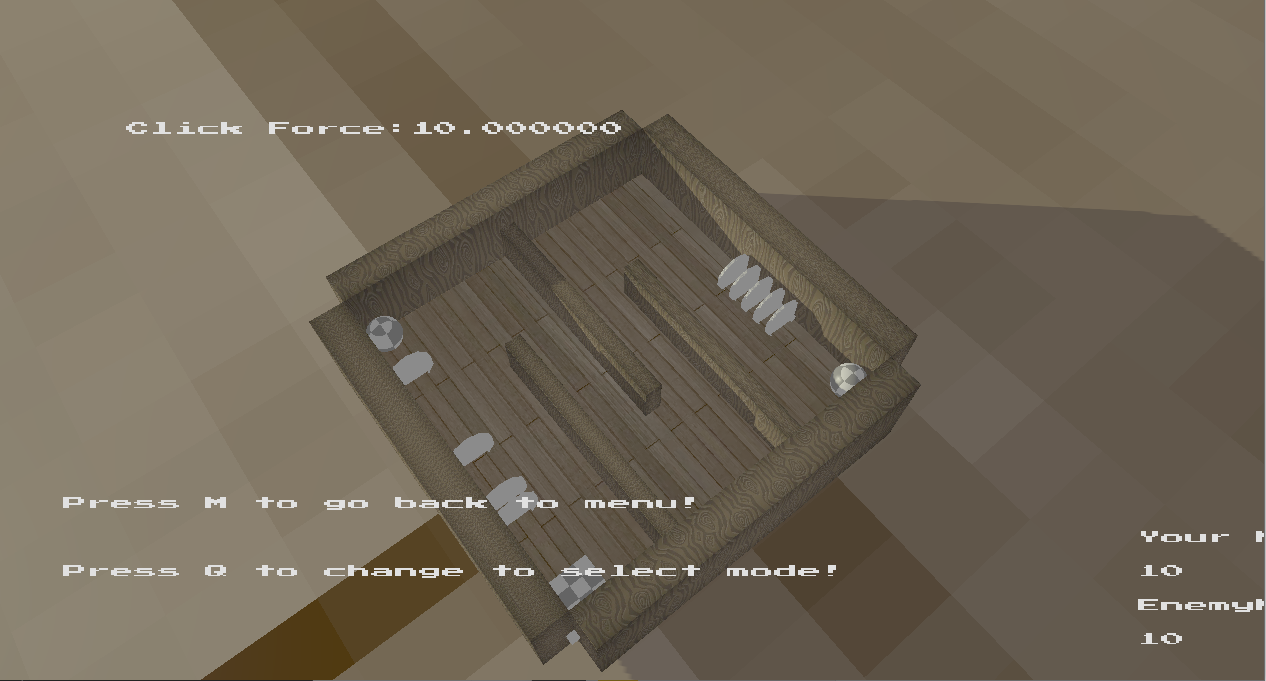 Click Force:10.000000
Press M to go back to menu!
Press Q to change to select mode!
Your
10
Enemy
10